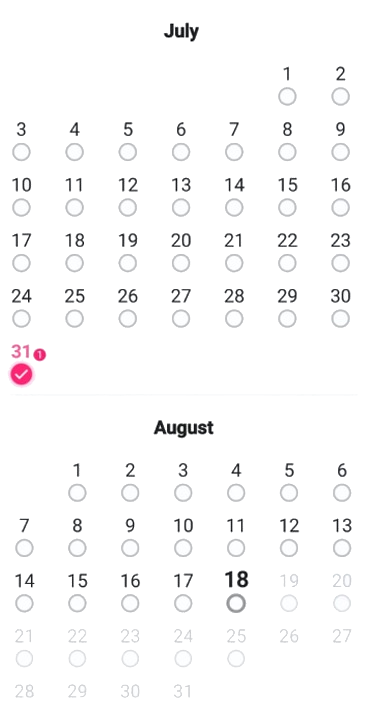 July
1 2
3 4 5 6 7 8 9
10 11 12 13 14 15 16
17 18 19 20 21 22 23
24 25 26 27 28 29 30
31 1
August
1 2 3 4 5 6
7 8 9 10 11 12 13
14 15 16 17 18 19 20
21 22 23 24 25 26 27
28 29 30 31